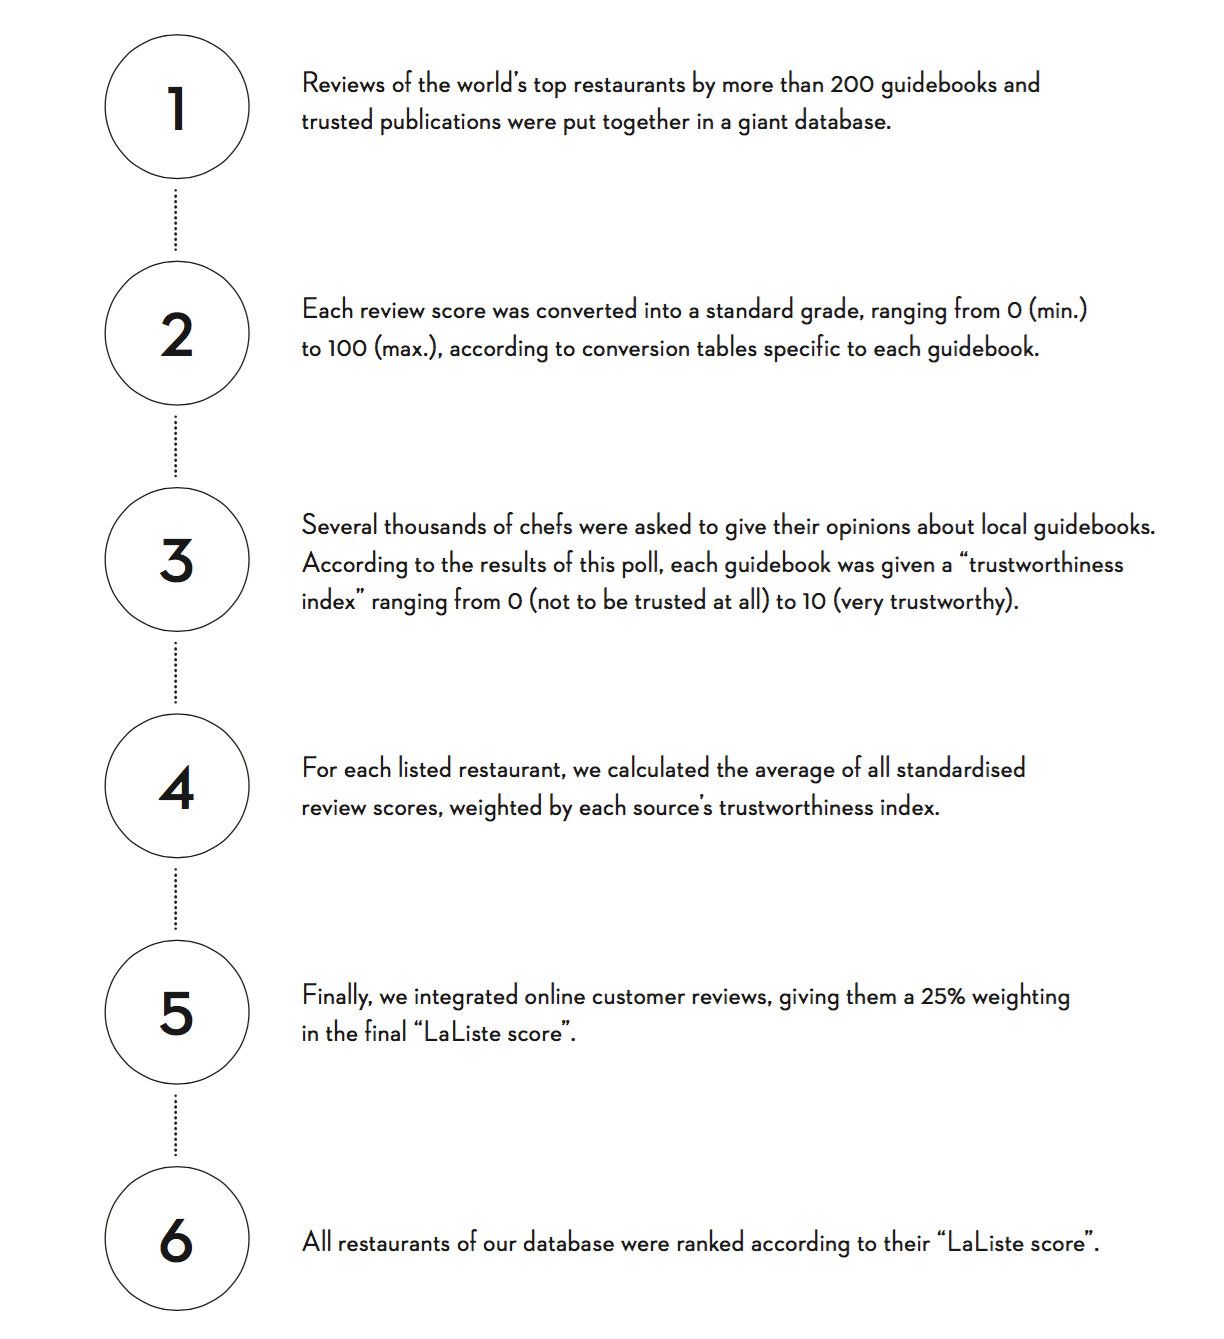 1
Reviews of the world's top restaurants by more than 200 guidebooks and
trusted publications were put together in a giant database.
2
Each review score was converted into a standard grade, ranging from 0 (min.)
to 100 (max.), according to conversion tables specific to each guidebook.
3
Several thousands of chefs were asked to give their opinions about local guidebooks.
According to the results of this poll, each guidebook was given a “trustworthiness
index” ranging from 0 (not to be trusted at all) to 10 (very trustworthy).
4
For each listed restaurant, we calculated the average of all standardised
review scores, weighted by each source's trustworthiness index.
5
Finally, we integrated online customer reviews, giving them a 25% weighting
in the final “LaListe score”.
6
All restaurants of our database were ranked according to their “LaListe score”.